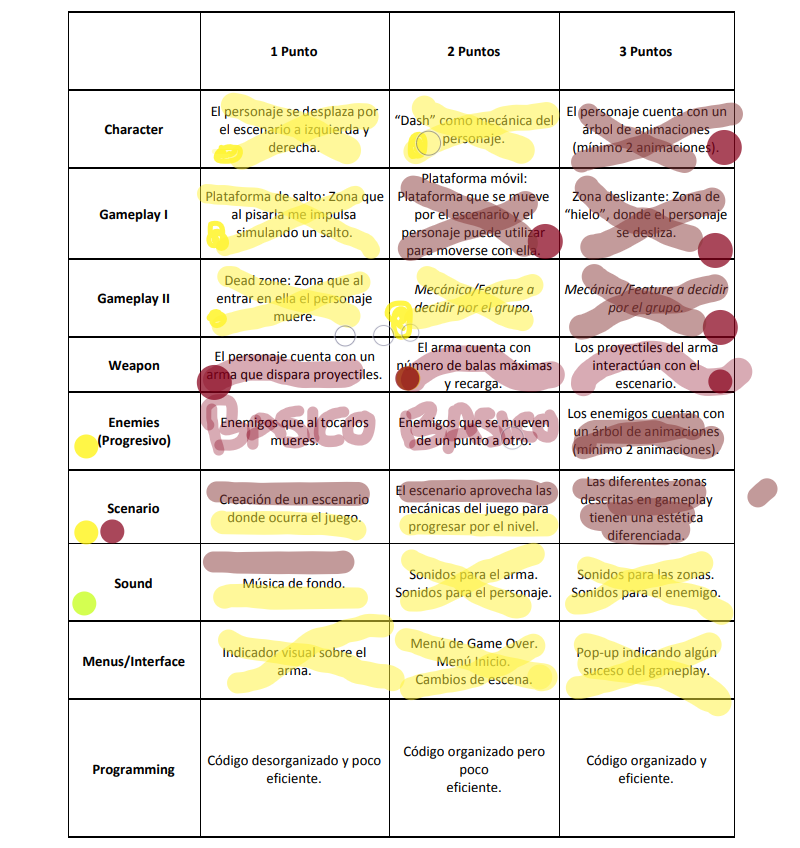 1 Punto
2 Puntos
3 Puntos
Character
El personaje se desplaza por
el escenario a izquierda y
derecha.
“Dash” como mecánica del
personaje.
El personaje cuenta con un
árbol de animaciones
(mínimo 2 animaciones).
Gameplay I
Plataforma de salto: Zona que
al pisarla me impulsa
simulando un salto.
Plataforma móvil:
Plataforma que se mueve
por el escenario y el
personaje puede utilizar
para moverse con ella.
Zona deslizante: Zona de
“hielo”, donde el personaje
se desliza.
Gameplay II
Dead zone: Zona que al
entrar en ella el personaje
muere.
Mecánica/Feature a
decidir por el grupo.
Mecánica/Feature a decidir
por el grupo.
Weapon
El personaje cuenta con un
arma que dispara proyectiles.
El arma cuenta con
número de balas máximas
y recarga.
Los proyectiles del arma
interactúan con el
escenario.
Enemies
(Progresivo)
BASICO
Enemigos que al tocarlos
mueres.
BASICO
Enemigos que se mueven
de un punto a otro.
Los enemigos cuentan con
un árbol de animaciones
(mínimo 2 animaciones).
Scenario
Creación de un escenario
donde ocurra el juego.
El escenario aprovecha las
mecánicas del juego para
progresar por el nivel.
Las diferentes zonas
descritas en gameplay
tienen una estética
diferenciada.
Sound
Música de fondo.
Sonidos para el arma.
Sonidos para el personaje.
Sonidos para las zonas.
Sonidos para el enemigo.
Menus/Interface
Indicador visual sobre el
arma.
Menú de Game Over.
Menú Inicio.
Cambios de escena.
Pop-up indicando algún
suceso del gameplay.
Programming
Código desorganizado y poco
eficiente.
Código organizado pero
poco
eficiente.
Código organizado y
eficiente.